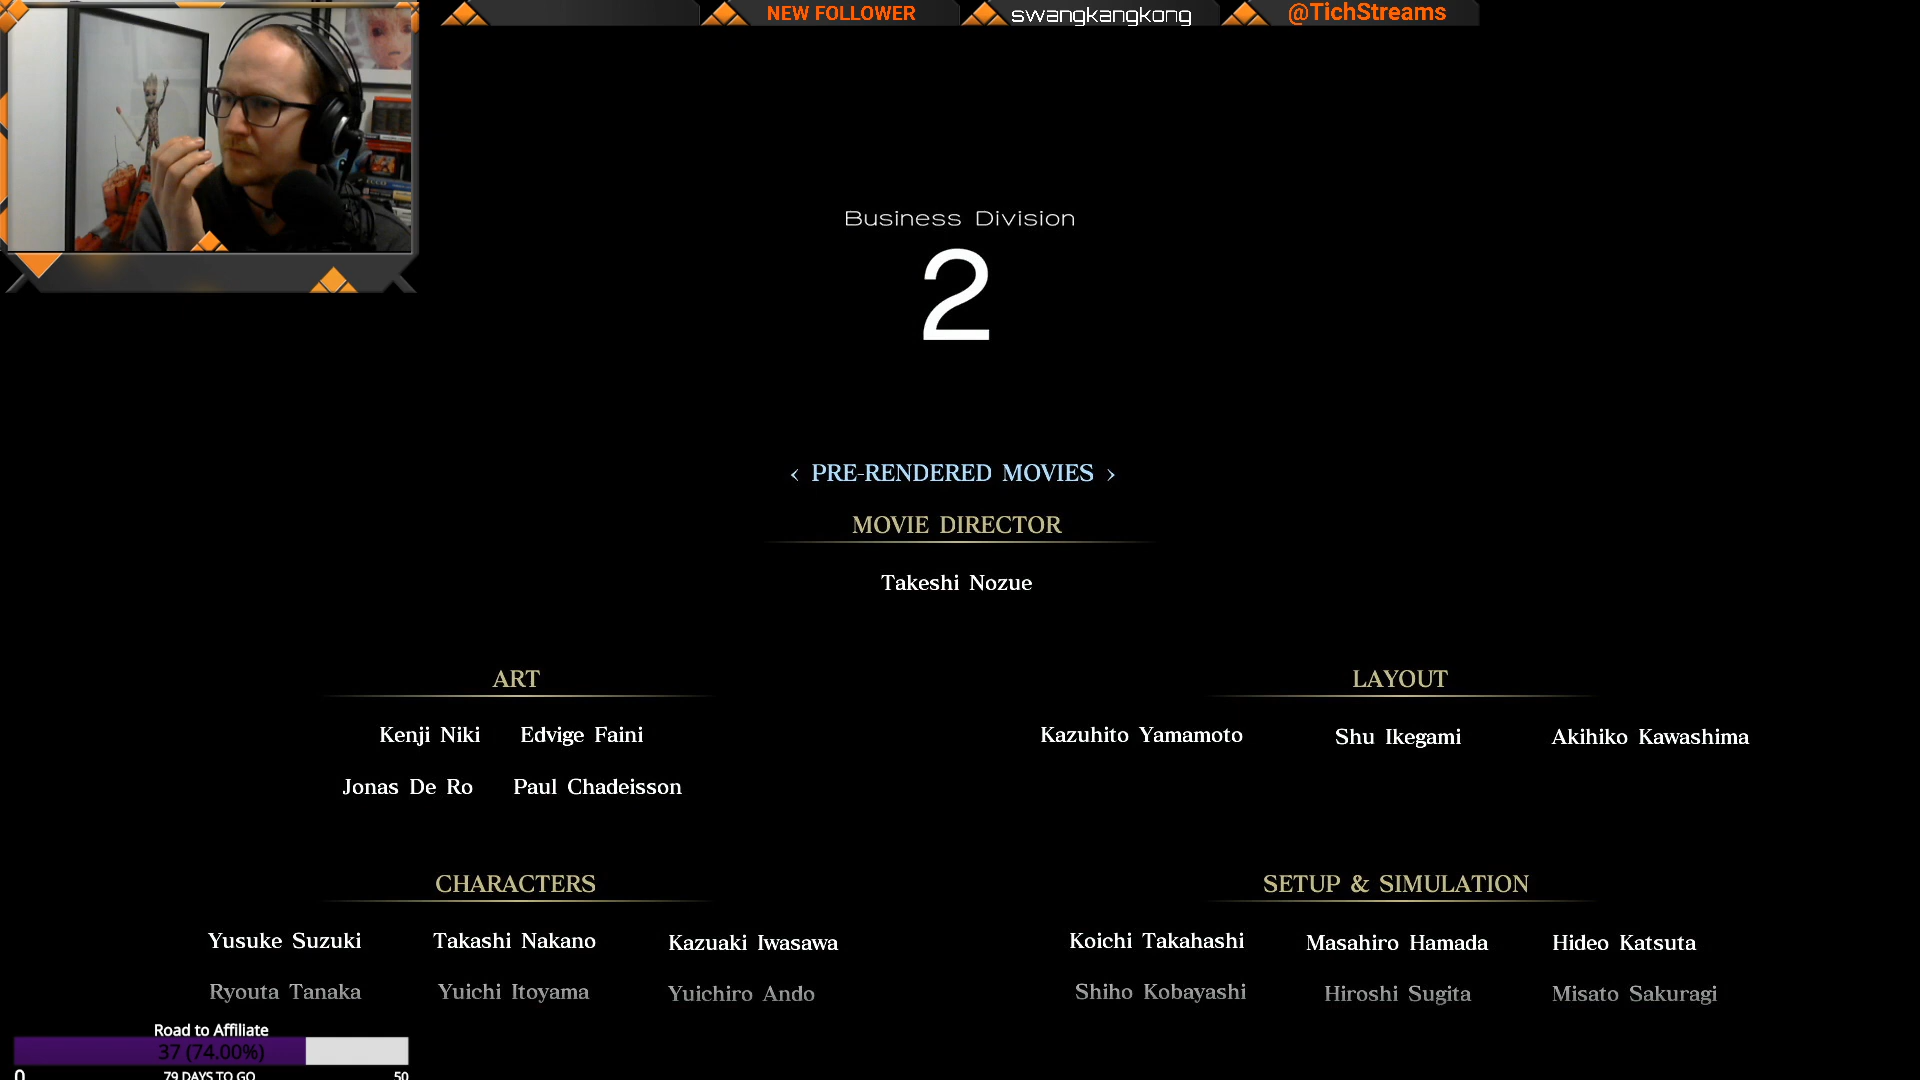 NEW FOLLOWER
swangkangkong
@TichStreams
Business Division
2
‹ PRE-RENDERED MOVIES ›
MOVIE DIRECTOR
Takeshi Nozue
ART
Kenji Niki Edvige Faini
Jonas De Ro Paul Chadeisson
LAYOUT
Kazuhito Yamamoto Shu Ikegami Akihiko Kawashima
CHARACTERS
Yusuke Suzuki Takashi Nakano Kazuaki Iwasawa
Ryouta Tanaka Yuichi Itoyama Yuichiro Ando
SETUP & SIMULATION
Koichi Takahashi Masahiro Hamada Hideo Katsuta
Shiho Kobayashi Hiroshi Sugita Misato Sakuragi
Road to Affiliate
37 (74.00%)
0 79 DAYS TO GO 50